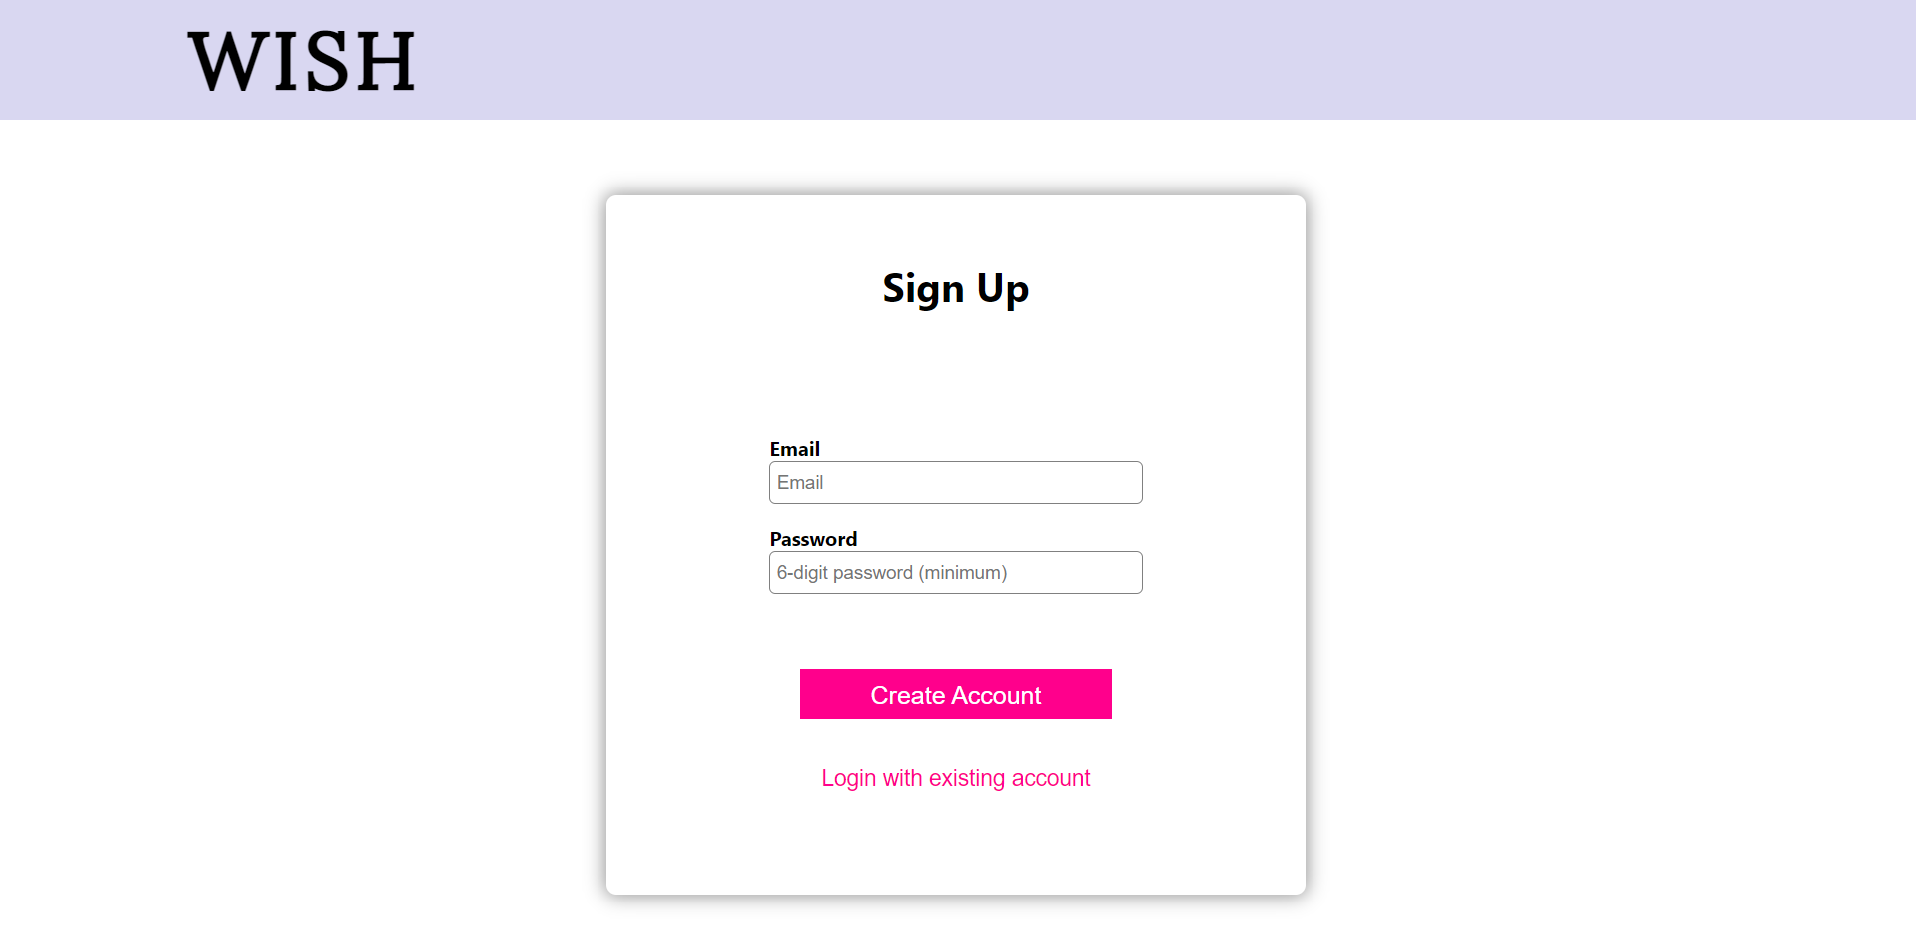 WISH
Sign Up
Email
Email
Password
6-digit password (minimum)
Create Account
Login with existing account